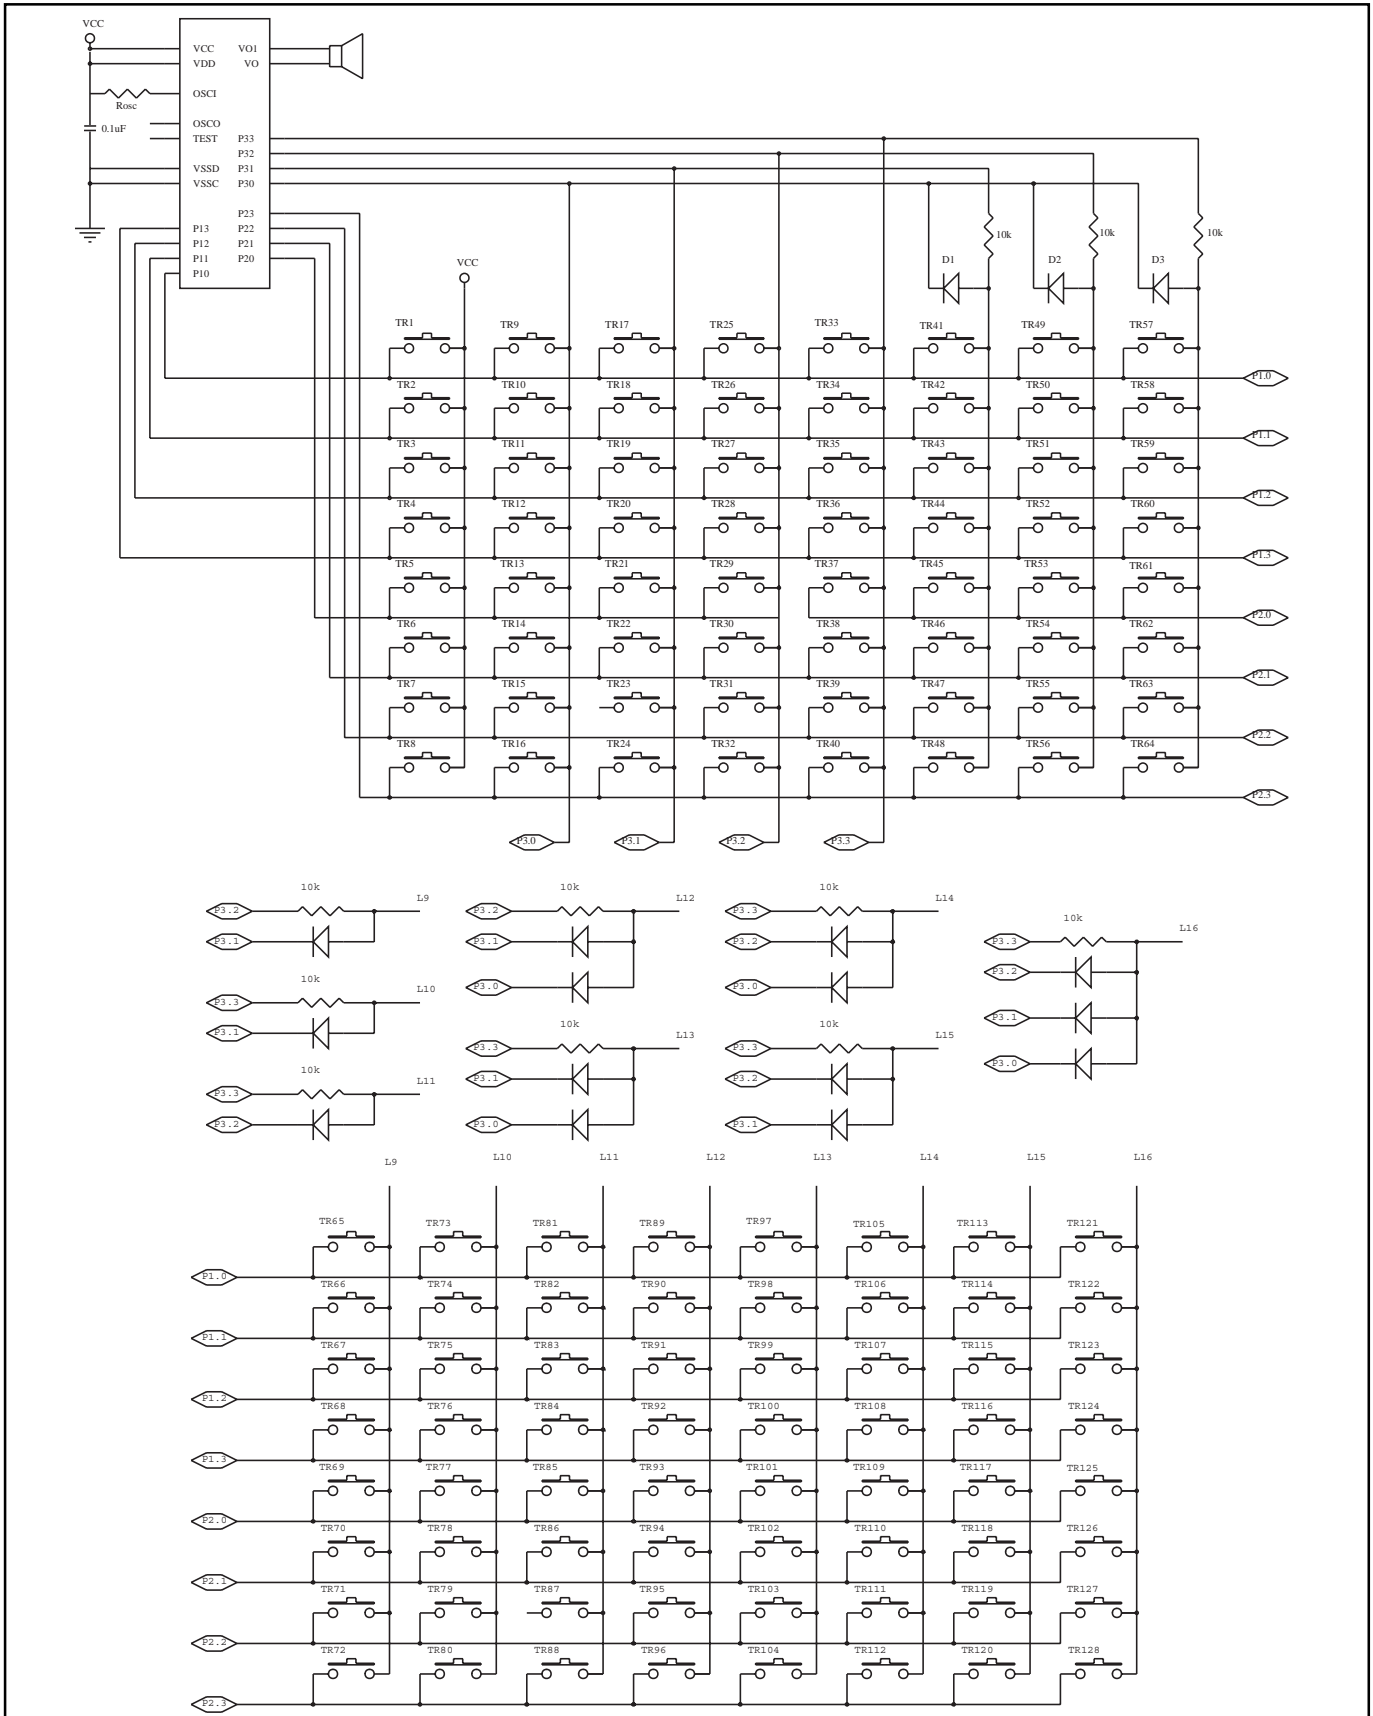 VCC
VCC VO1
VDD VO
OSCI
Rosc
OSCO
0.1uF
TEST P33
P32
VSSD P31
VSSC P30
P23
P13 P22
P12 P21
P11 P20
P10
10k 10k 10k
VCC D1 D2 D3
TR1 TR9 TR17 TR25 TR33 TR41 TR49 TR57
P1.0
TR2 TR10 TR18 TR26 TR34 TR42 TR50 TR58
P1.1
TR3 TR11 TR19 TR27 TR35 TR43 TR51 TR59
P1.2
TR4 TR12 TR20 TR28 TR36 TR44 TR52 TR60
P1.3
TR5 TR13 TR21 TR29 TR37 TR45 TR53 TR61
P2.0
TR6 TR14 TR22 TR30 TR38 TR46 TR54 TR62
P2.1
TR7 TR15 TR23 TR31 TR39 TR47 TR55 TR63
P2.2
TR8 TR16 TR24 TR32 TR40 TR48 TR56 TR64
P2.3
P3.0 P3.1 P3.2 P3.3
10k L9
P3.2
P3.1
10k L10
P3.3
P3.1
10k L11
P3.3
P3.2
10k L12
P3.2
P3.1
P3.0
10k L13
P3.3
P3.1
P3.0
10k L14
P3.3
P3.2
P3.0
10k L15
P3.3
P3.2
P3.1
10k L16
P3.3
P3.2
P3.1
P3.0
L9 L10 L11 L12 L13 L14 L15 L16
TR65 TR73 TR81 TR89 TR97 TR105 TR113 TR121
P1.0
TR66 TR74 TR82 TR90 TR98 TR106 TR114 TR122
P1.1
TR67 TR75 TR83 TR91 TR99 TR107 TR115 TR123
P1.2
TR68 TR76 TR84 TR92 TR100 TR108 TR116 TR124
P1.3
TR69 TR77 TR85 TR93 TR101 TR109 TR117 TR125
P2.0
TR70 TR78 TR86 TR94 TR102 TR110 TR118 TR126
P2.1
TR71 TR79 TR87 TR95 TR103 TR111 TR119 TR127
P2.2
TR72 TR80 TR88 TR96 TR104 TR112 TR120 TR128
P2.3